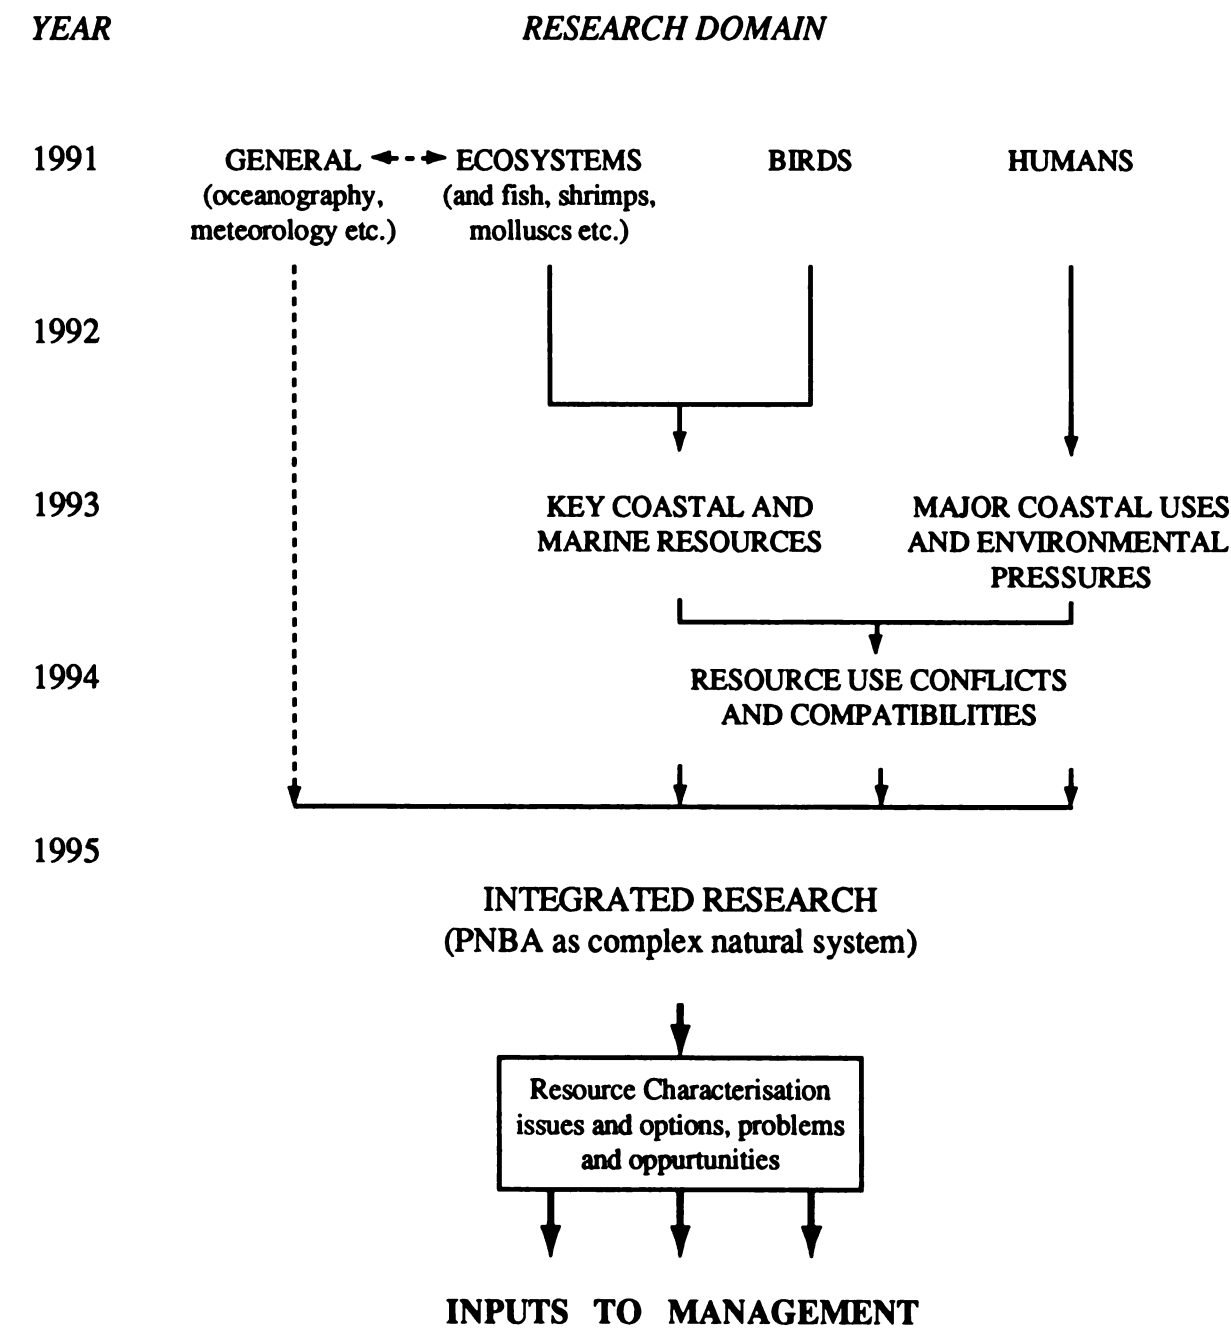 YEAR RESEARCH DOMAIN
1991 GENERAL ECOSYSTEMS BIRDS HUMANS
(oceanography, (and fish, shrimps,
meteorology etc.) molluscs etc.)
1992
1993 KEY COASTAL AND MAJOR COASTAL USES
MARINE RESOURCES AND ENVIRONMENTAL
PRESSURES
1994 RESOURCE USE CONFLICTS
AND COMPATIBILITIES
1995
INTEGRATED RESEARCH
(PNBA as complex natural system)
Resource Characterisation
issues and options, problems
and oppurtunities
INPUTS TO MANAGEMENT